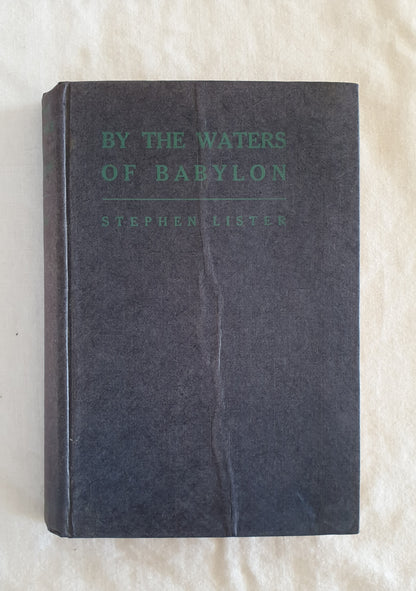 BY THE WATERS
OF BABYLON
STEPHEN LISTER